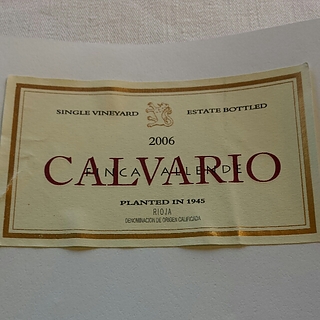 SINGLE VINEYARD ESTATE BOTTLED
2006
CALVARIO
FINCA ALLENDE
PLANTED IN 1945
RIOJA
DENOMINACIÓN DE ORIGEN CALIFICADA